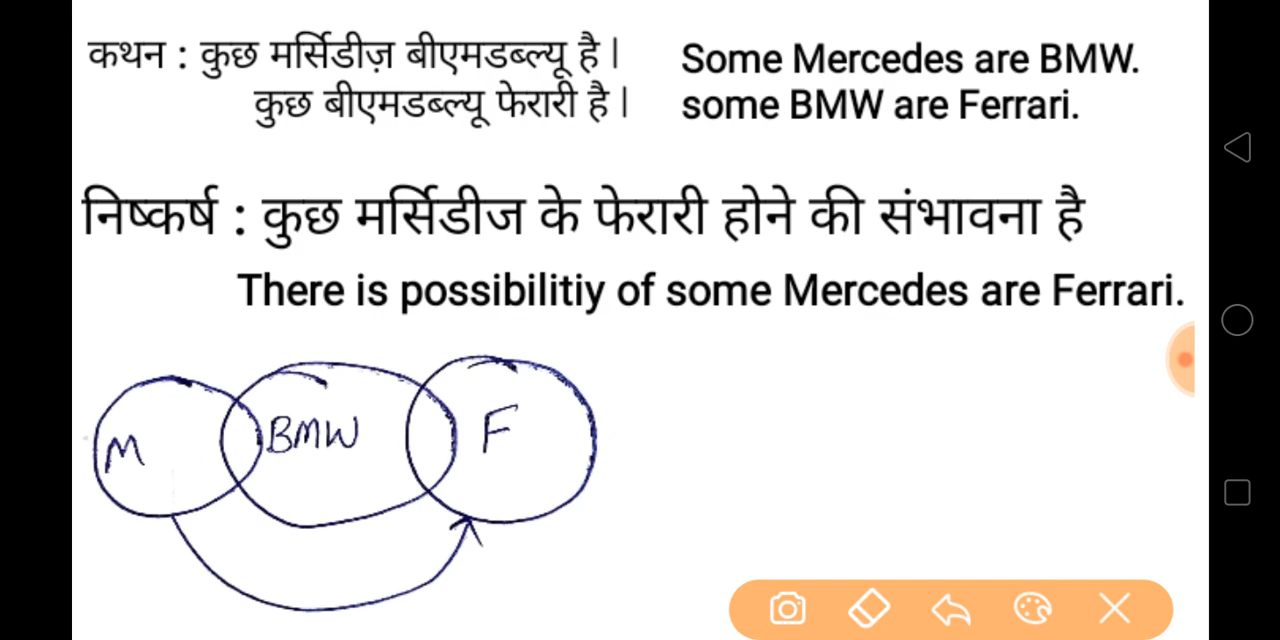 कथन : कुछ मर्सिडीज़ बीएमडब्ल्यू है | Some Mercedes are BMW.
कुछ बीएमडब्ल्यू फेरारी है | some BMW are Ferrari.
निष्कर्ष : कुछ मर्सिडीज के फेरारी होने की संभावना है
There is possibilitiy of some Mercedes are Ferrari.
M BMW F